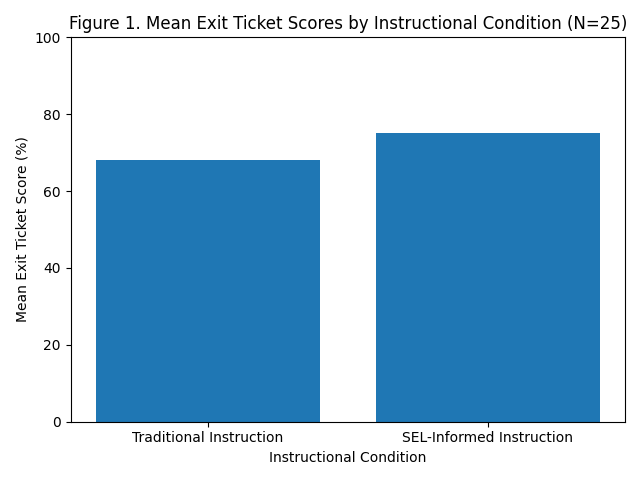 Figure 1. Mean Exit Ticket Scores by Instructional Condition (N=25)
100
80
60
40
20
0
Mean Exit Ticket Score (%)
Traditional Instruction
SEL-Informed Instruction
Instructional Condition